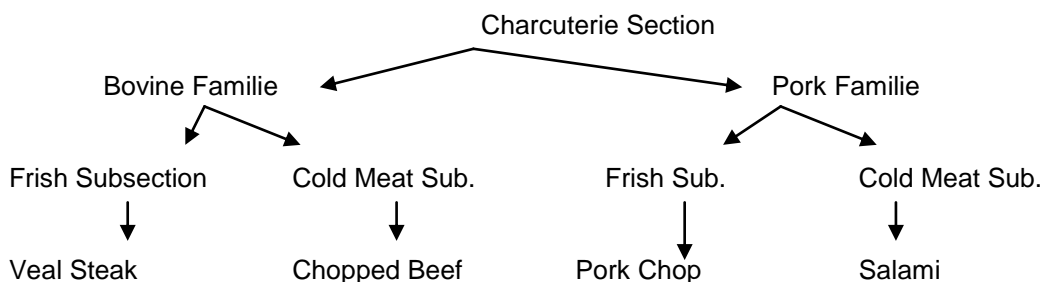 Charcuterie Section
Bovine Familie Pork Familie
Frish Subsection Cold Meat Sub. Frish Sub. Cold Meat Sub.
Veal Steak Chopped Beef Pork Chop Salami